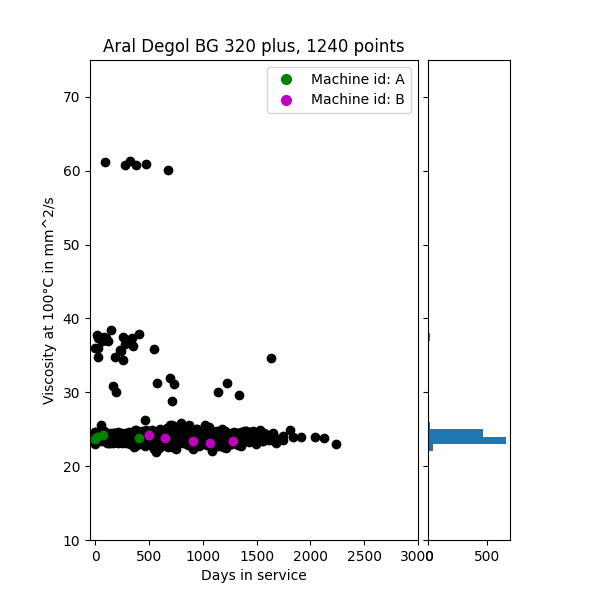 Aral Degol BG 320 plus, 1240 points
Machine id: A
Machine id: B
Viscosity at 100°C in mm^2/s
70
60
50
40
30
20
10
0 500 1000 1500 2000 2500 3000
0 500
Days in service